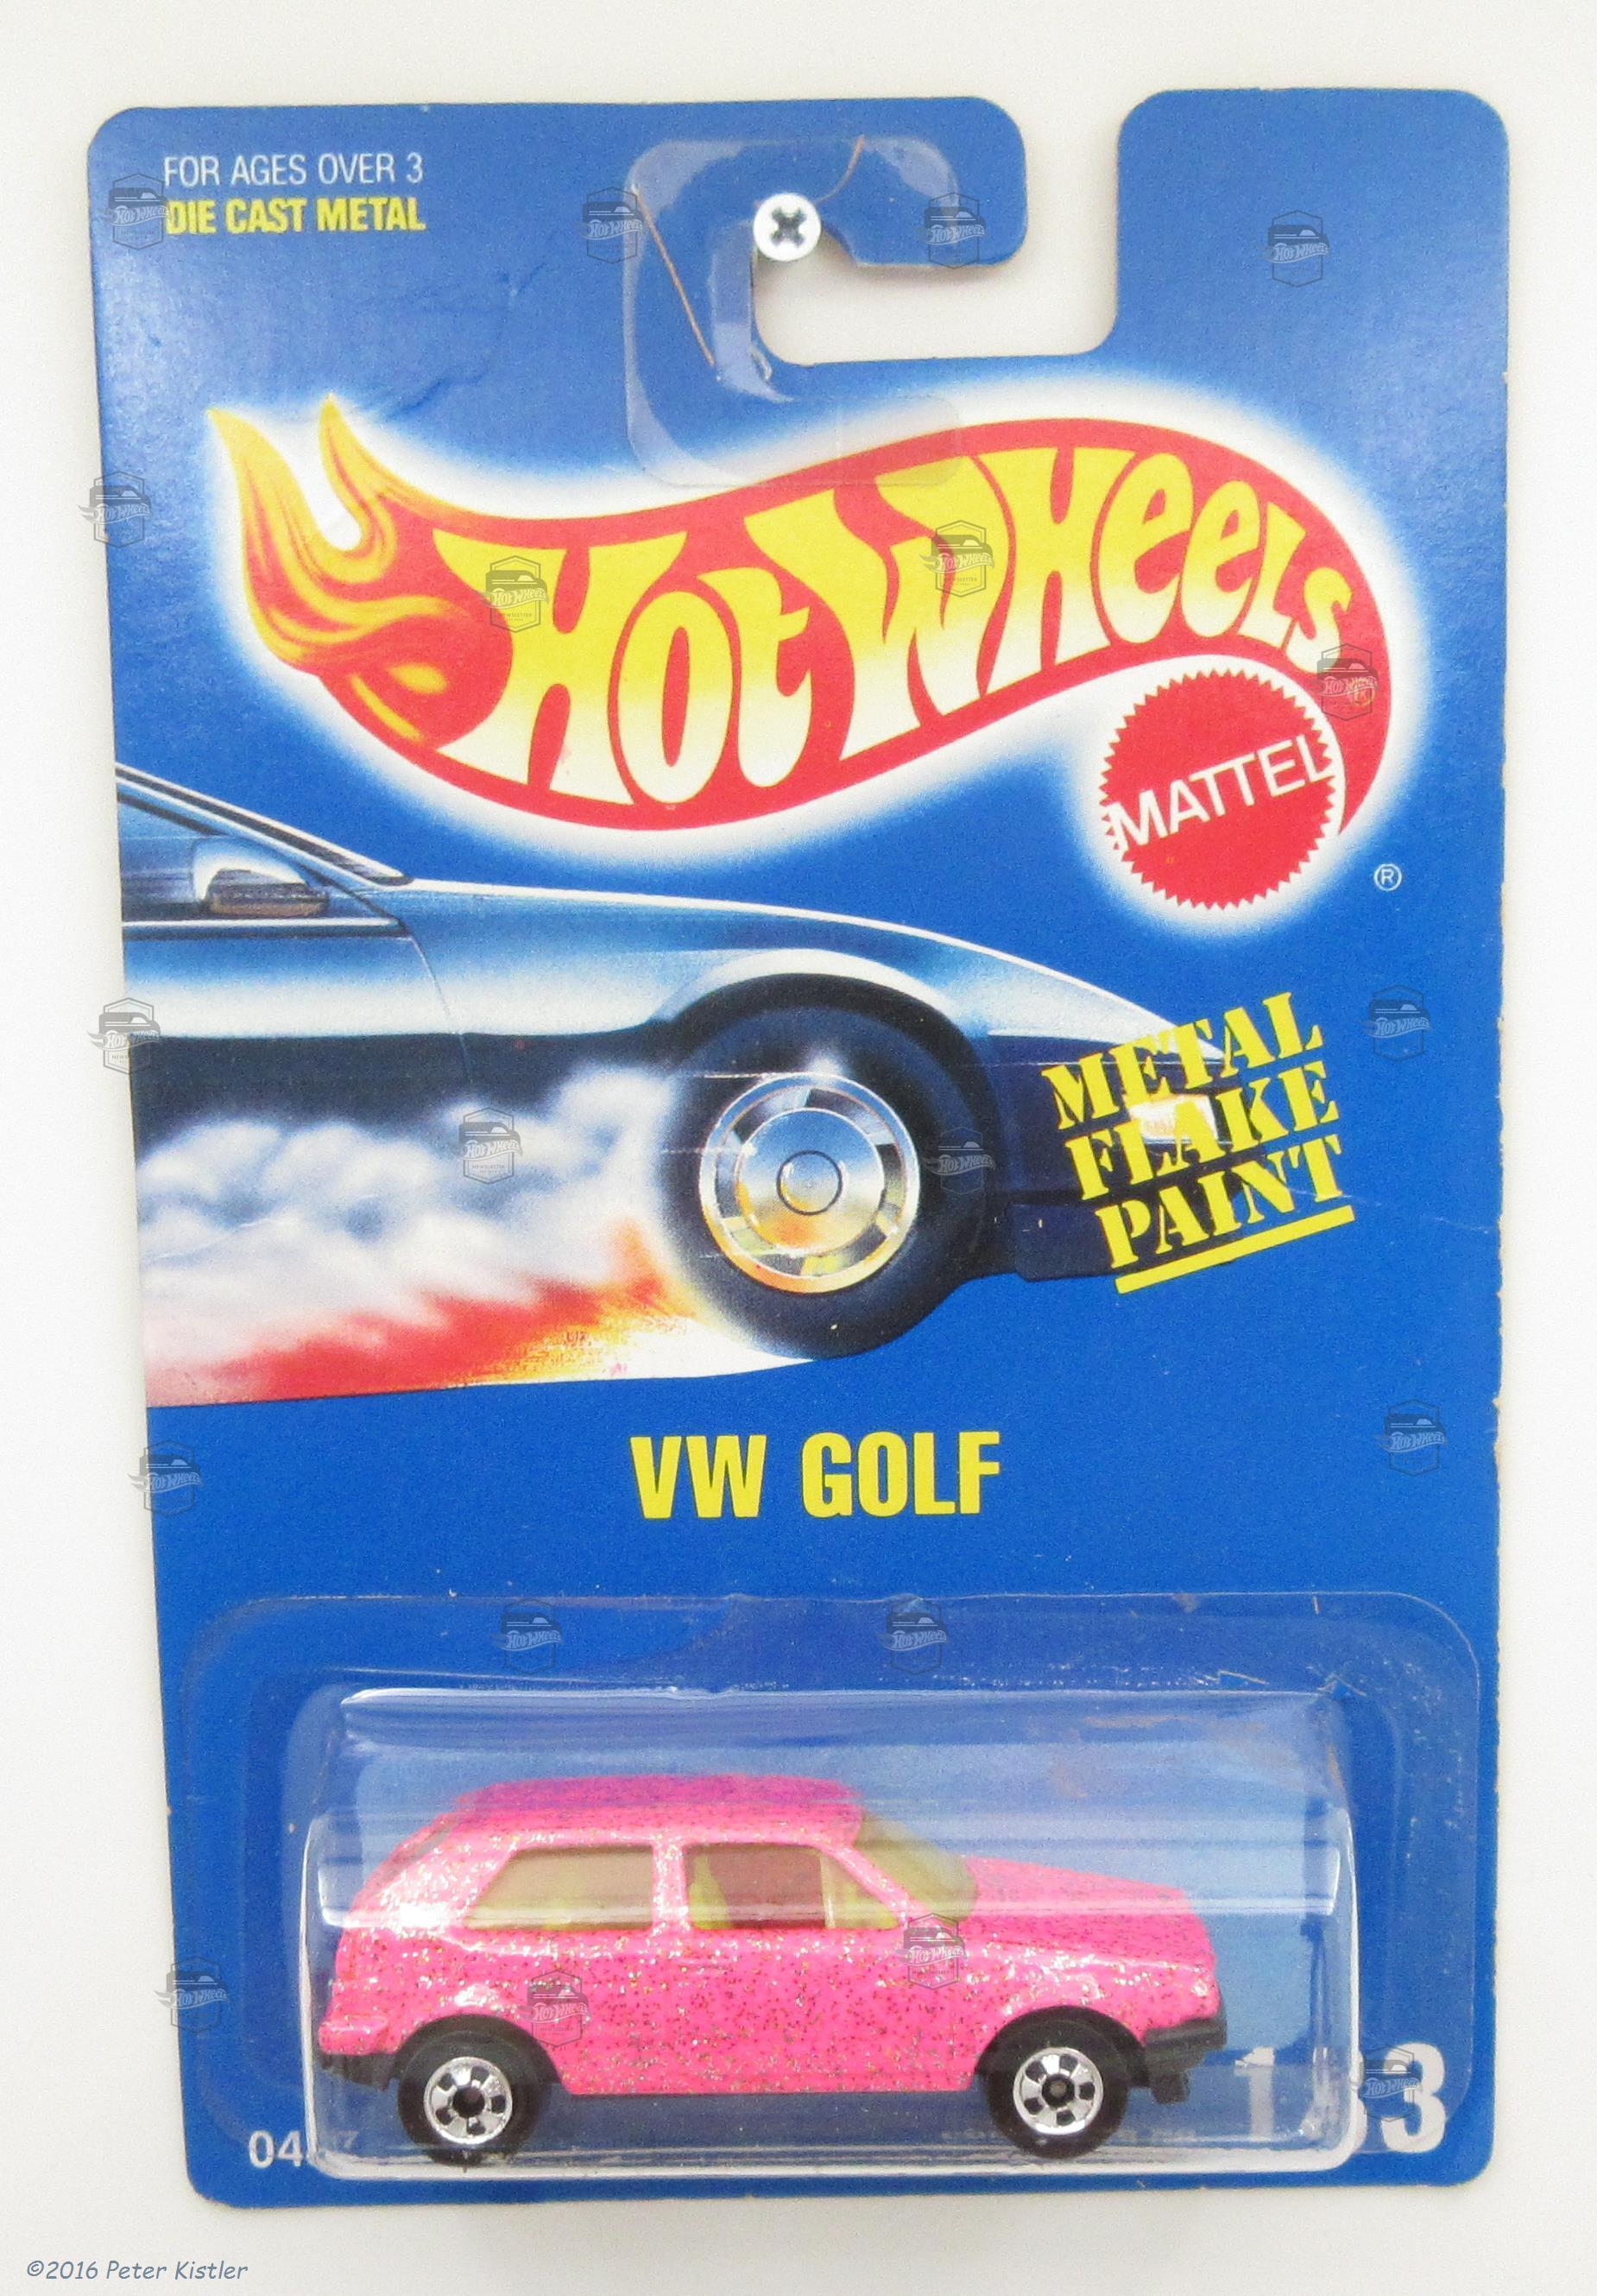 FOR AGES OVER 3
DIE CAST METAL
HOT WHEELS
MATTEL
®
METAL
FLAKE
PAINT
VW GOLF
©2016 Peter Kistler